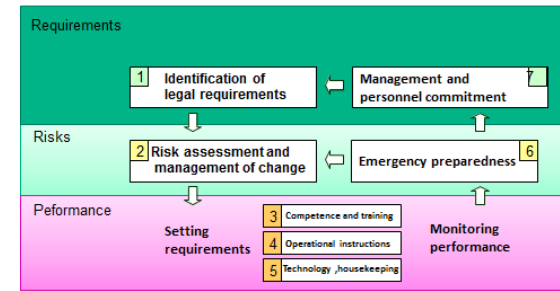 Requirements
1 Identification of
legal requirements
Management and 7
personnel commitment
Risks
2 Risk assessment and
management of change
Emergency preparedness 6
Peformance
Setting
requirements
3 Competence and training
4 Operational instructions
5 Technology ,housekeeping
Monitoring
performance